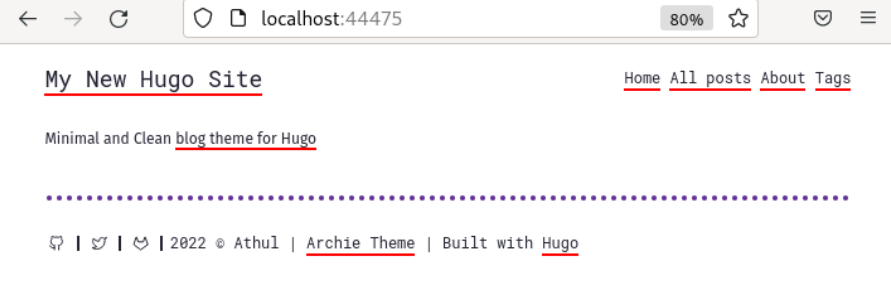 localhost:44475 80%
My New Hugo Site Home All posts About Tags
Minimal and Clean blog theme for Hugo
| | | 2022 © Athul | Archie Theme | Built with Hugo